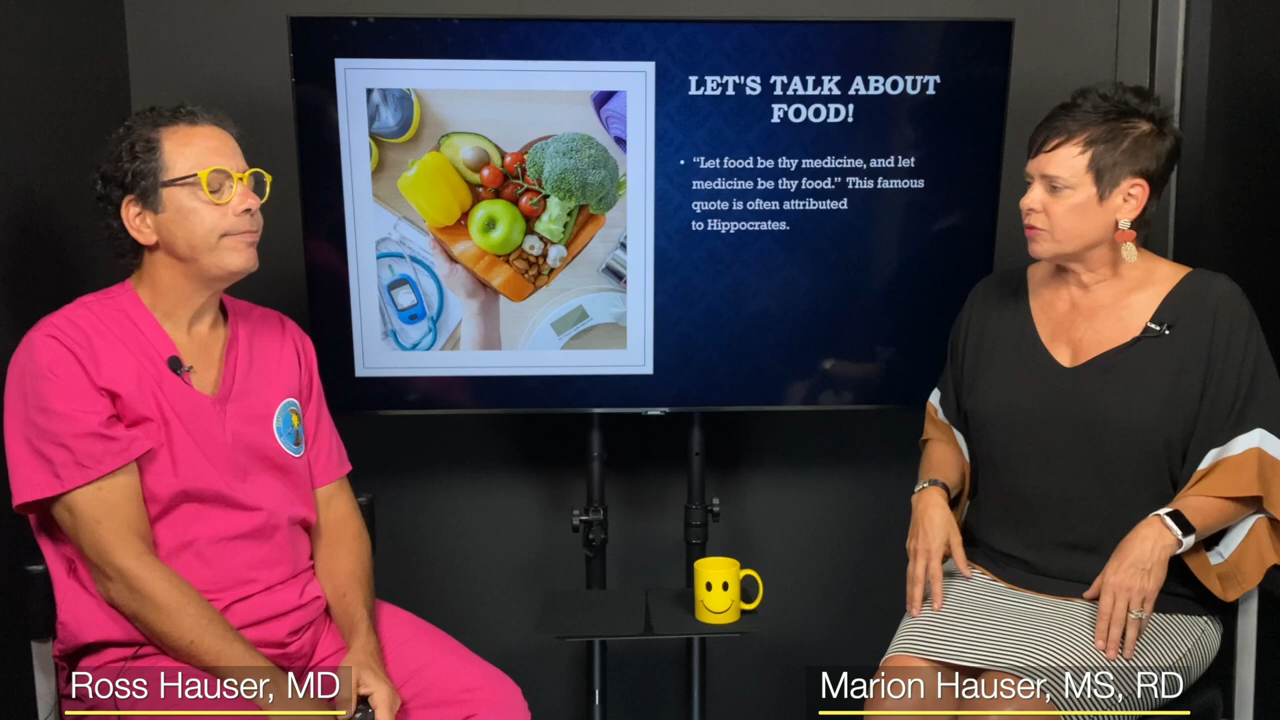 LET'S TALK ABOUT
FOOD!
• “Let food be thy medicine, and let
medicine be thy food.” This famous
quote is often attributed
to Hippocrates.
Ross Hauser, MD
Marion Hauser, MS, RD